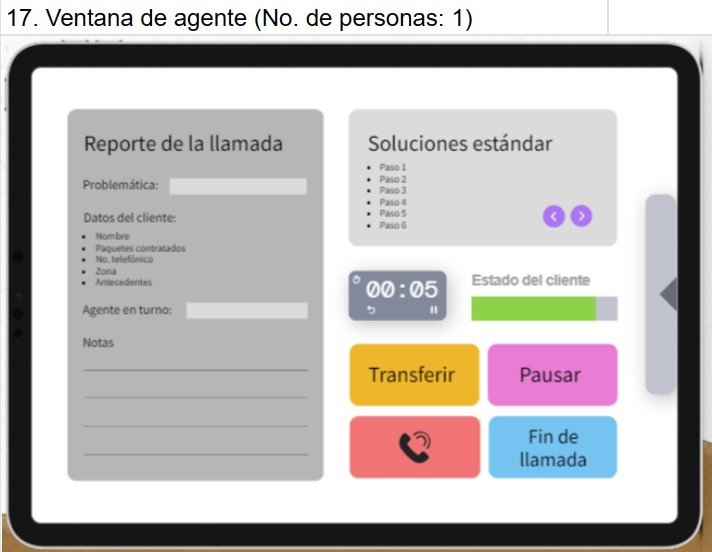 17. Ventana de agente (No. de personas: 1)
Reporte de la llamada
Problemática:
Datos del cliente:
Nombre
Paquetes contratados
No. telefónico
Zona
Antecedentes
Agente en turno:
Notas
Soluciones estándar
Paso 1
Paso 2
Paso 3
Paso 4
Paso 5
Paso 6
00:05
Estado del cliente
Transferir
Pausar
Fin de
llamada